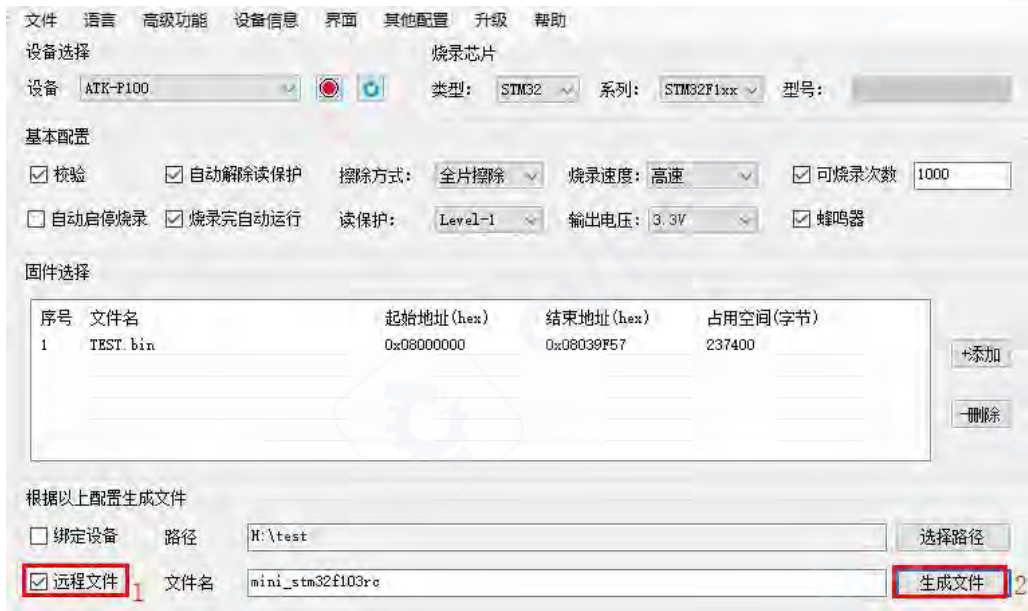 文件 语言 高级功能 设备信息 界面 其他配置 升级 帮助
设备选择 烧录芯片
设备 ATK-P100 类型: STM32 系列: STM32F1xx 型号:
基本配置
校验 自动解除读保护 擦除方式: 全片擦除 烧录速度: 高速 可烧录次数 1000
自动启停烧录 烧录完自动运行 读保护: Level-1 输出电压: 3.3V 蜂鸣器
固件选择
序号 文件名 起始地址(hex) 结束地址(hex) 占用空间(字节)
1 TEST.bin 0x08000000 0x08039F57 237400
+添加
-删除
根据以上配置生成文件
绑定设备 路径 H:\test 选择路径
远程文件 1 文件名 mini_stm32f103rc 生成文件 2